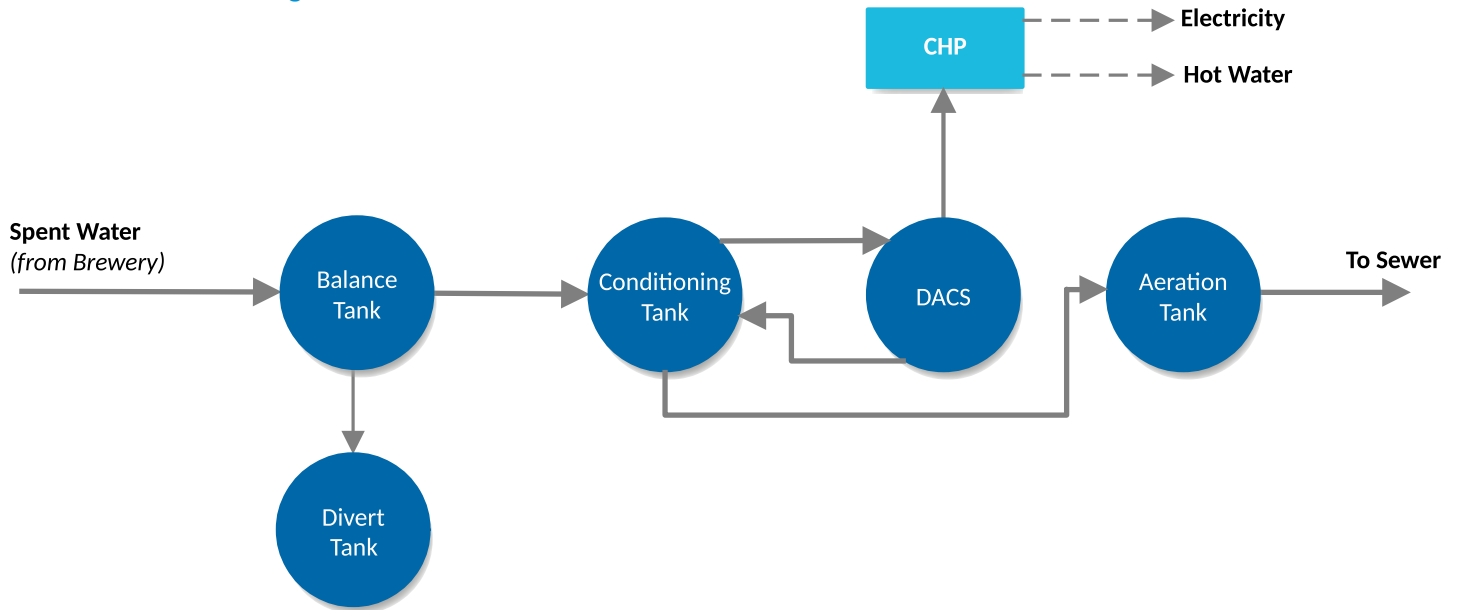 Electricity
CHP
Hot Water
Spent Water
(from Brewery)
Balance
Tank
Conditioning
Tank
DACS
Aeration
Tank
To Sewer
Divert
Tank